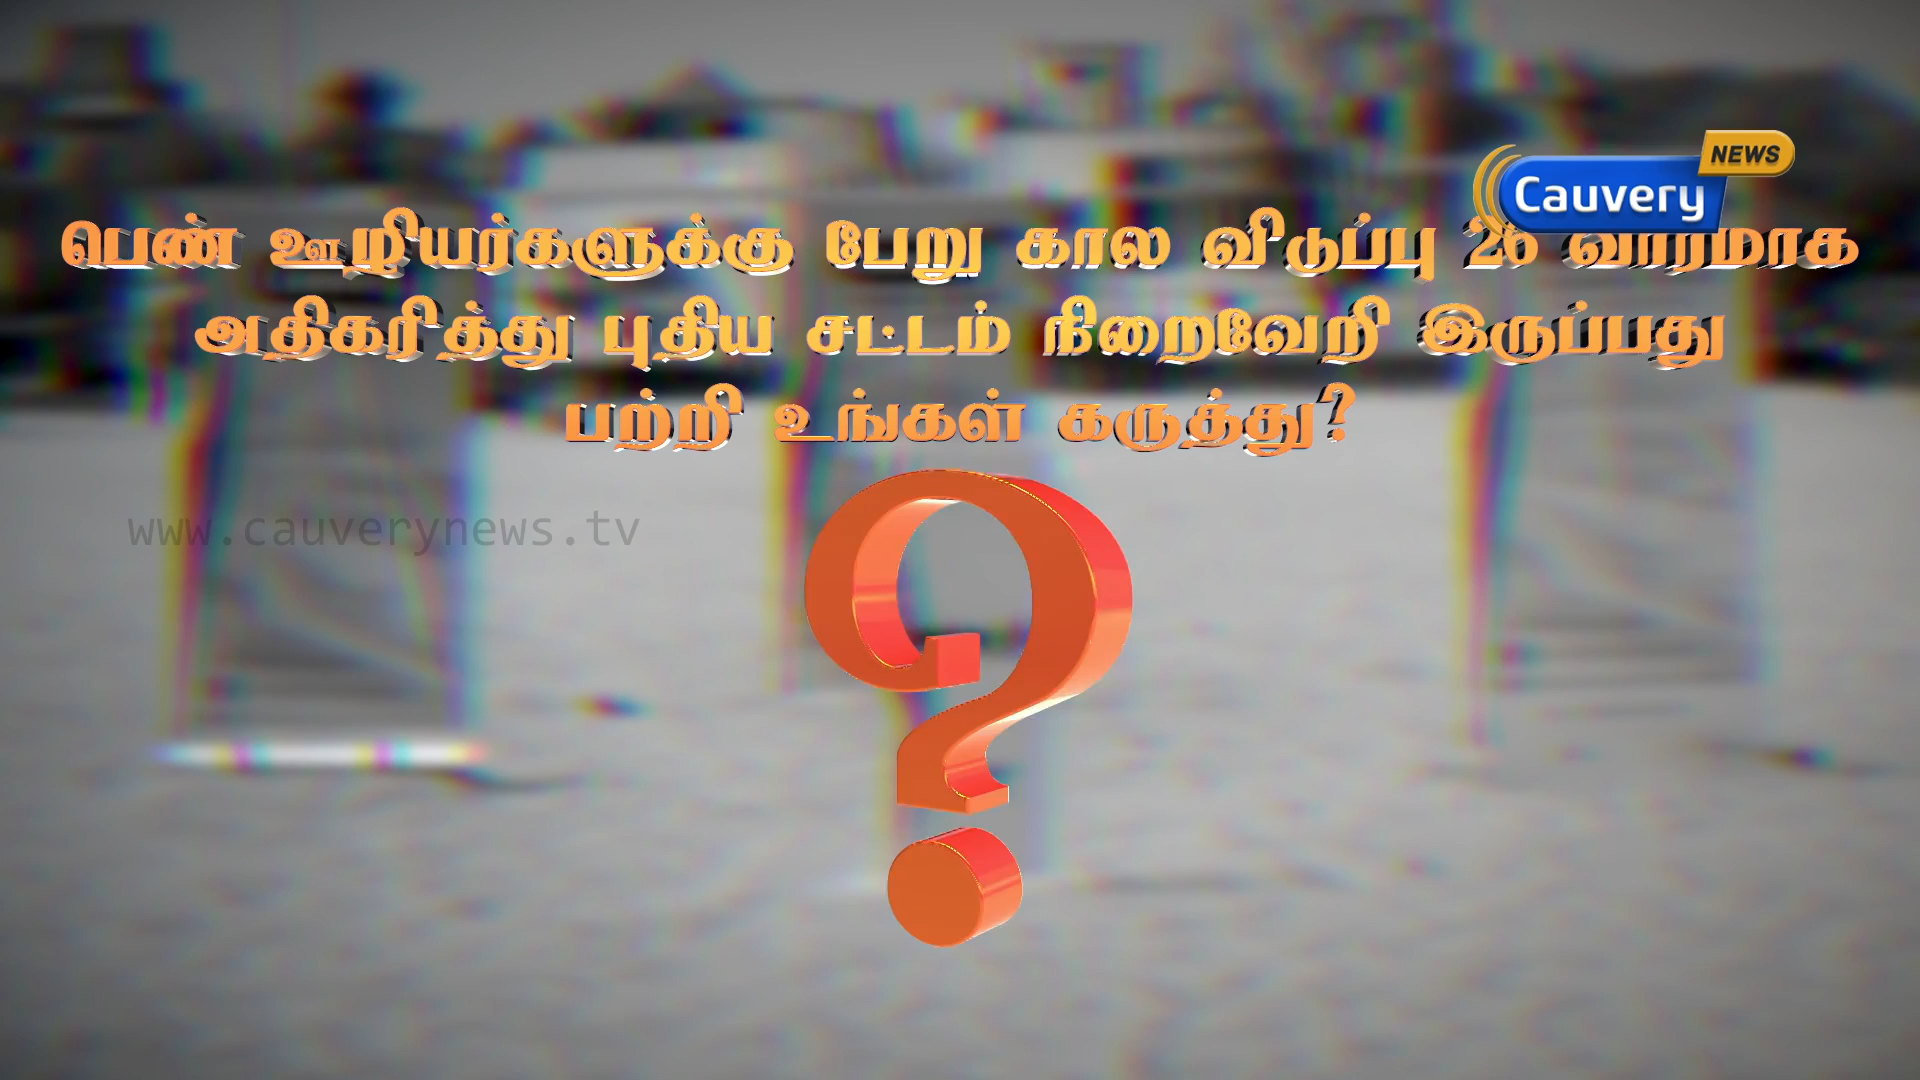 NEWS
Cauvery
பெண் ஊழியர்களுக்கு பேறு கால விடுப்பு 26 வாரமாக
அதிகரித்து புதிய சட்டம் நிறைவேறி இருப்பது
பற்றி உங்கள் கருத்து?
www.cauverynews.tv
?